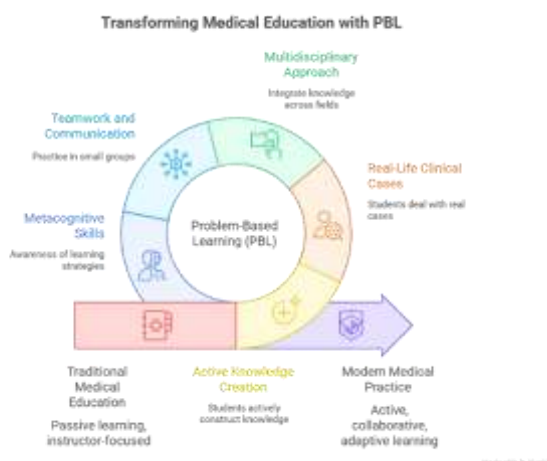 Transforming Medical Education with PBL
Multidisciplinary
Approach
Integrate knowledge
across fields
Teamwork and
Communication
Practice in small groups
Real-Life Clinical
Cases
Students deal with real
cases
Metacognitive
Skills
Awareness of learning
strategies
Problem-Based
Learning (PBL)
Traditional
Medical
Education
Passive learning,
instructor-focused
Active Knowledge
Creation
Students actively
construct knowledge
Modern Medical
Practice
Active,
collaborative,
adaptive learning